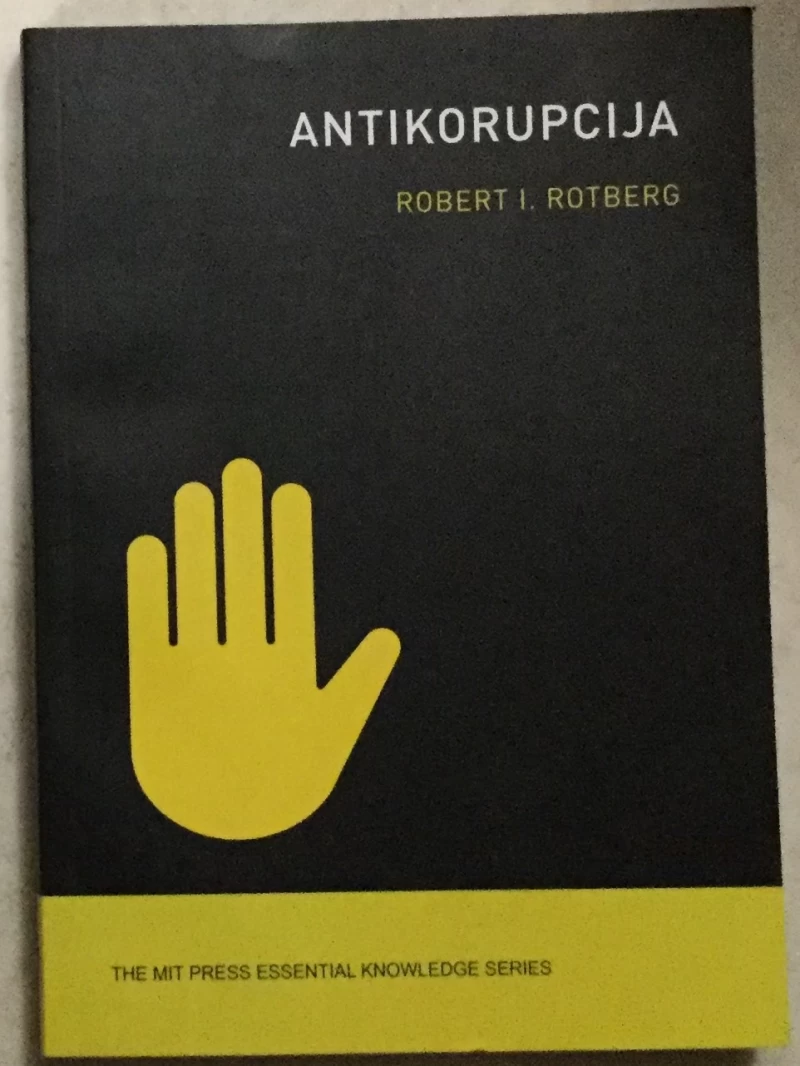 ANTIKORUPCIJA
ROBERT I. ROTBERG
THE MIT PRESS ESSENTIAL KNOWLEDGE SERIES